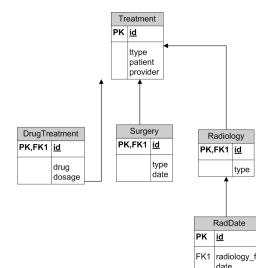 Treatment
PK id
ttype
patient
provider
DrugTreatment
PK,FK1 id
drug
dosage
Surgery
PK,FK1 id
type
date
Radiology
PK,FK1 id
type
RadDate
PK id
FK1 radiology_f
date